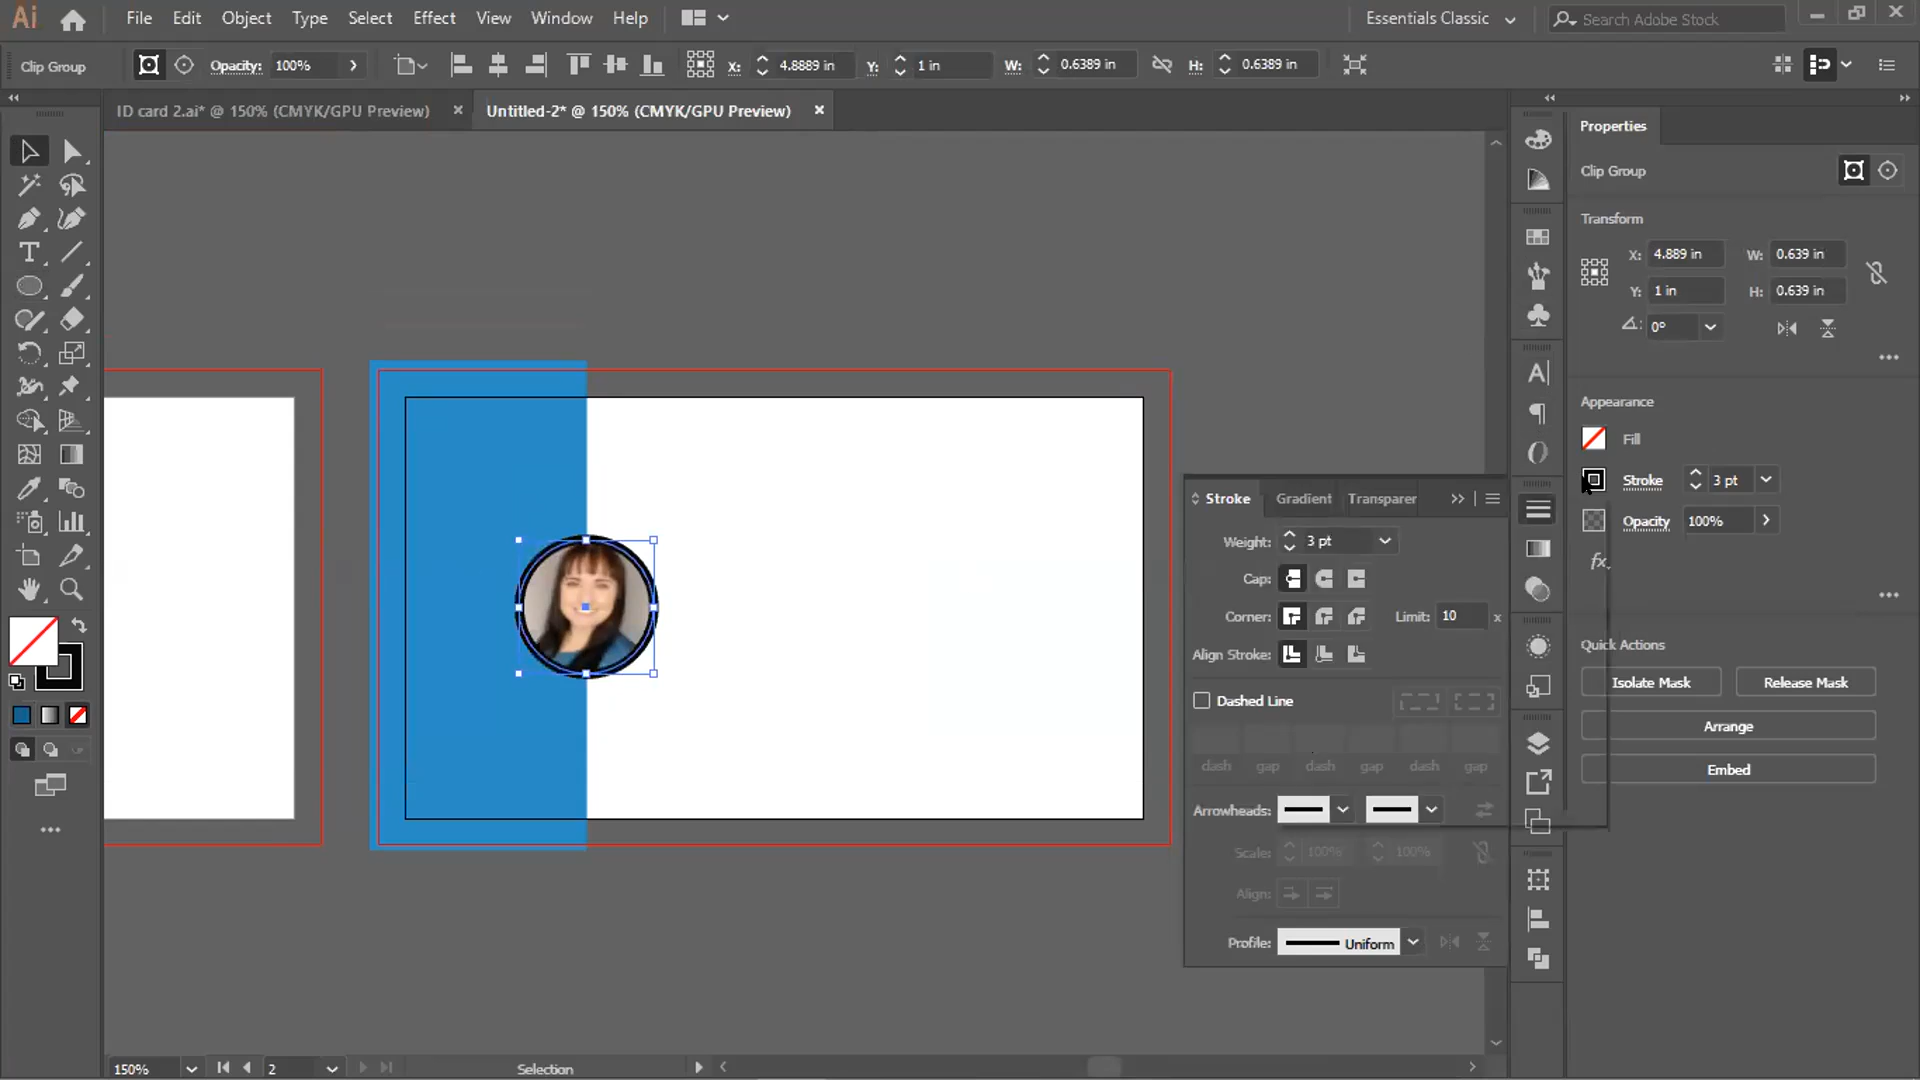 Ai File Edit Object Type Select Effect View Window Help Essentials Classic Search Adobe Stock
Clip Group Opacity: 100% X: 4.8889 in Y: 1 in W: 0.6389 in H: 0.6389 in
ID card 2.ai* @ 150% (CMYK/GPU Preview) Untitled-2* @ 150% (CMYK/GPU Preview)
Properties
Clip Group
Transform
X: 4.889 in W: 0.639 in
Y: 1 in H: 0.639 in
0°
Appearance
Fill
Stroke 3 pt
Opacity 100%
fx
Quick Actions
Isolate Mask Release Mask
Arrange
Embed
Stroke Gradient Transparer
Weight: 3 pt
Cap:
Corner: Limit: 10 x
Align Stroke:
Dashed Line
dash gap dash gap dash gap
Arrowheads:
Scale: 100% 100%
Align:
Profile: Uniform
150% 2 Selection